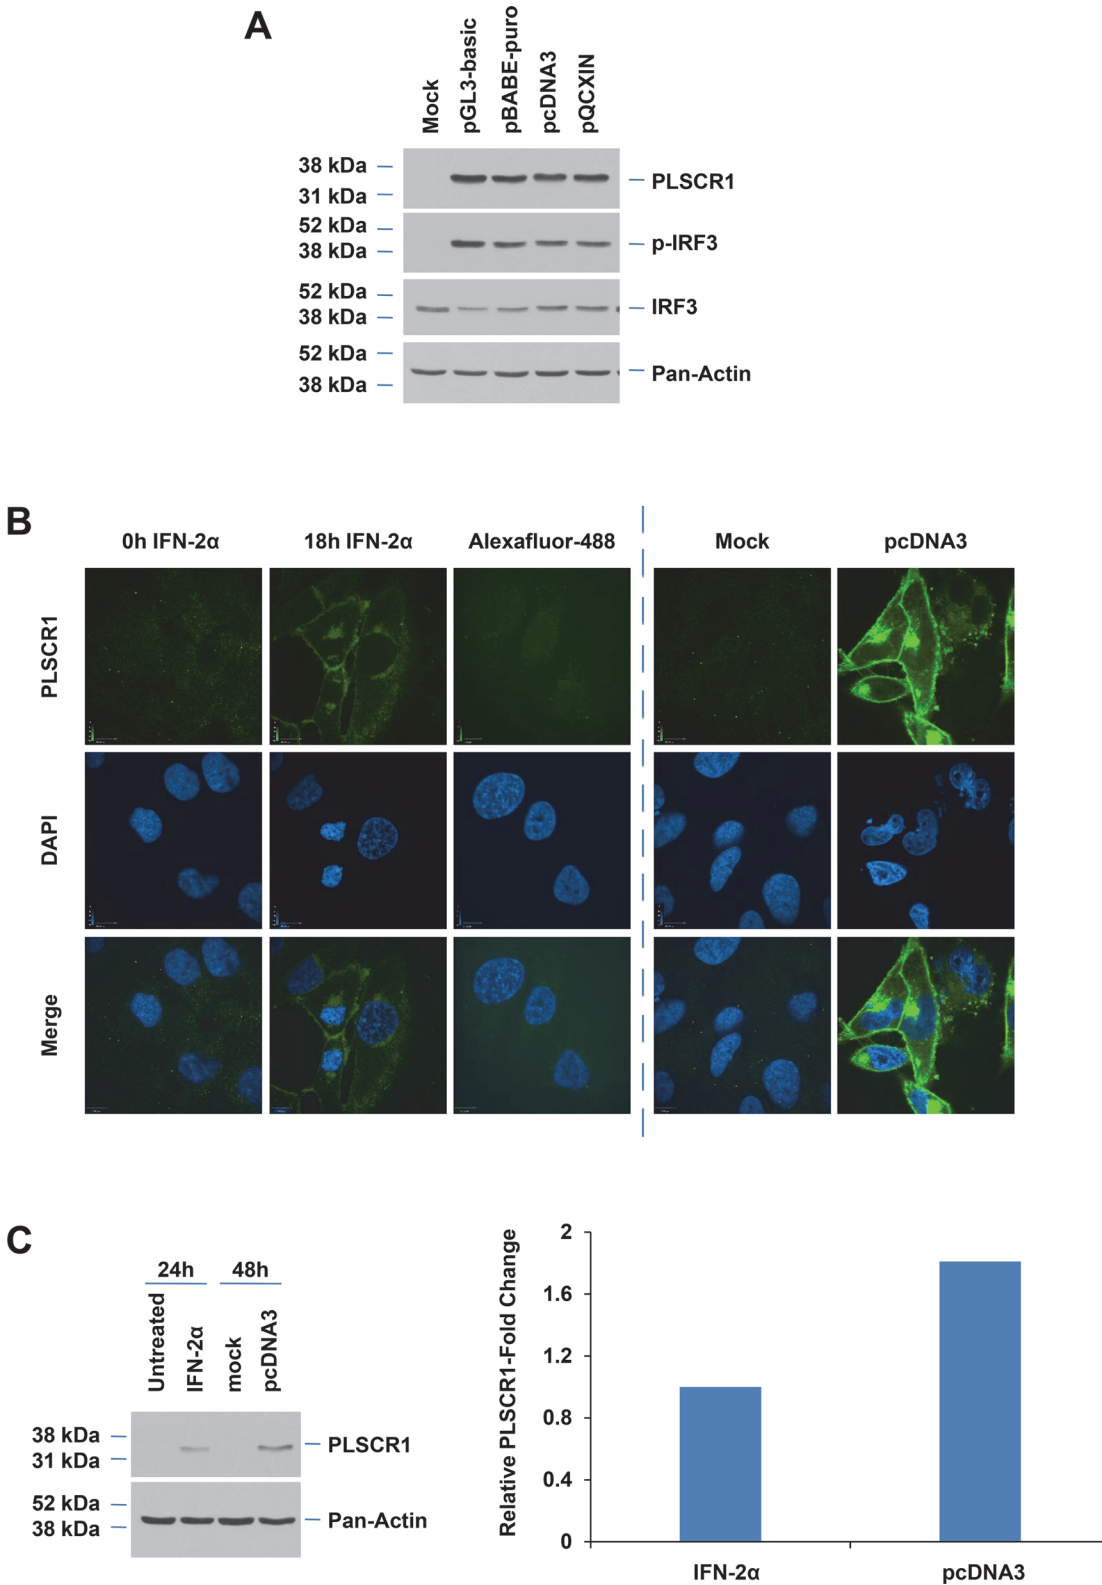 A
Mock
pGL3-basic
pBABE-puro
pcDNA3
pQCXIN
38 kDa
31 kDa
PLSCR1
52 kDa
38 kDa
p-IRF3
52 kDa
38 kDa
IRF3
52 kDa
38 kDa
Pan-Actin
B
0h IFN-2α
18h IFN-2α
Alexafluor-488
Mock
pcDNA3
PLSCR1
DAPI
Merge
C
24h
48h
Untreated
IFN-2α
mock
pcDNA3
38 kDa
31 kDa
PLSCR1
52 kDa
38 kDa
Pan-Actin
Relative PLSCR1-Fold Change
2
1.6
1.2
0.8
0.4
0
IFN-2α
pcDNA3